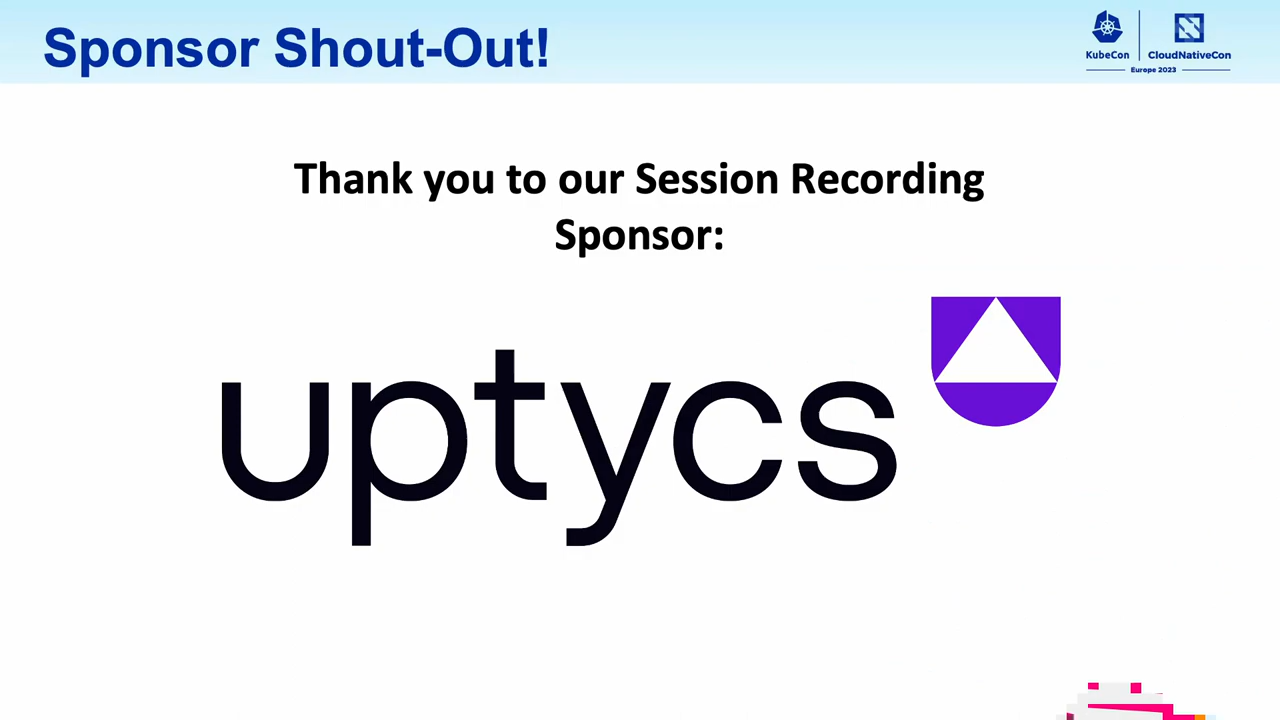 Sponsor Shout-Out!
KubeCon
CloudNativeCon
Europe 2023
Thank you to our Session Recording
Sponsor:
uptycs